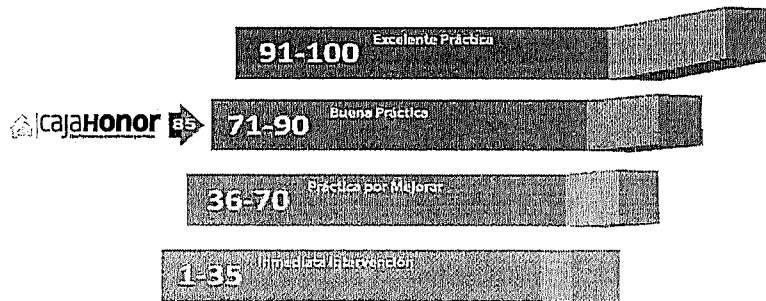 Excelente Práctica
91-100
cajaHonor 85
Buena Práctica
71-90
Práctica por Mejorar
36-70
Inmediata Intervención
1-35